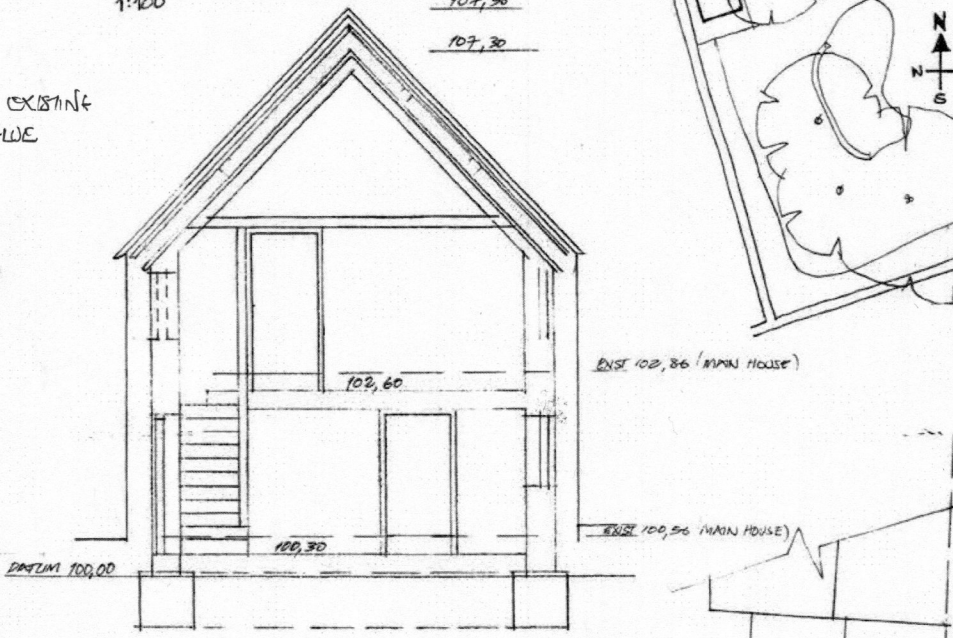 1:100
107,30
N
N
S
EXISTING
EXIST 102,86 (MAIN HOUSE)
102,60
EXIST 100,56 (MAIN HOUSE)
100,30
DATUM 100,00